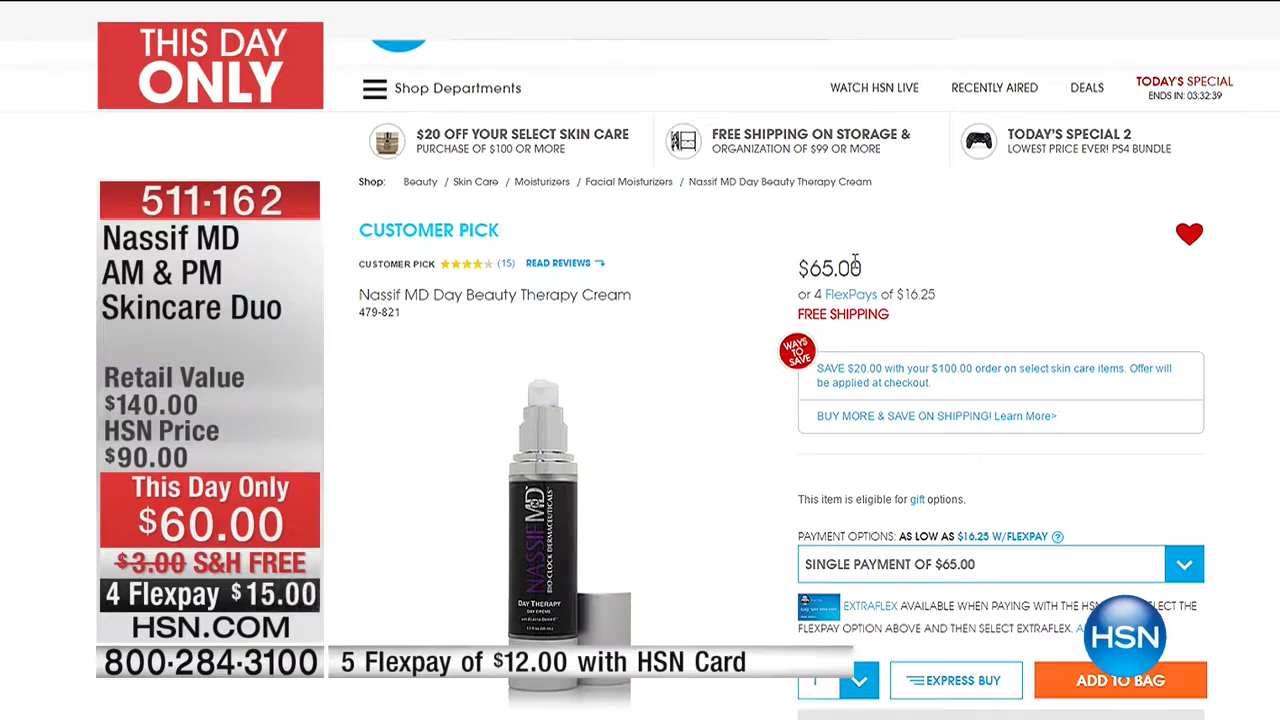 THIS DAY
ONLY
511-162
Nassif MD
AM & PM
Skincare Duo
Retail Value
$140.00
HSN Price
$90.00
This Day Only
$60.00
$3.00 S&H FREE
4 Flexpay $15.00
HSN.COM
800-284-3100
5 Flexpay of $12.00 with HSN Card
Shop Departments
WATCH HSN LIVE
RECENTLY AIRED
DEALS
TODAY'S SPECIAL
ENDS IN: 03:32:39
$20 OFF YOUR SELECT SKIN CARE
PURCHASE OF $100 OR MORE
FREE SHIPPING ON STORAGE &
ORGANIZATION OF $99 OR MORE
TODAY'S SPECIAL 2
LOWEST PRICE EVER! PS4 BUNDLE
Shop: Beauty / Skin Care / Moisturizers / Facial Moisturizers / Nassif MD Day Beauty Therapy Cream
CUSTOMER PICK
CUSTOMER PICK (15) READ REVIEWS
Nassif MD Day Beauty Therapy Cream
479-821
NASSIF MD
BIO-CLOCK DERMACEUTICALS
DAY THERAPY
DAY CREME
$65.00
or 4 FlexPays of $16.25
FREE SHIPPING
WAYS
TO
SAVE
SAVE $20.00 with your $100.00 order on select skin care items. Offer will
be applied at checkout.
BUY MORE & SAVE ON SHIPPING! Learn More>
This item is eligible for gift options.
PAYMENT OPTIONS: AS LOW AS $16.25 W/FLEXPAY ?
SINGLE PAYMENT OF $65.00
EXTRAFLEX AVAILABLE WHEN PAYING WITH THE HSN THE
FLEXPAY OPTION ABOVE AND THEN SELECT EXTRAFLEX.
HSN
1
EXPRESS BUY
ADD TO BAG